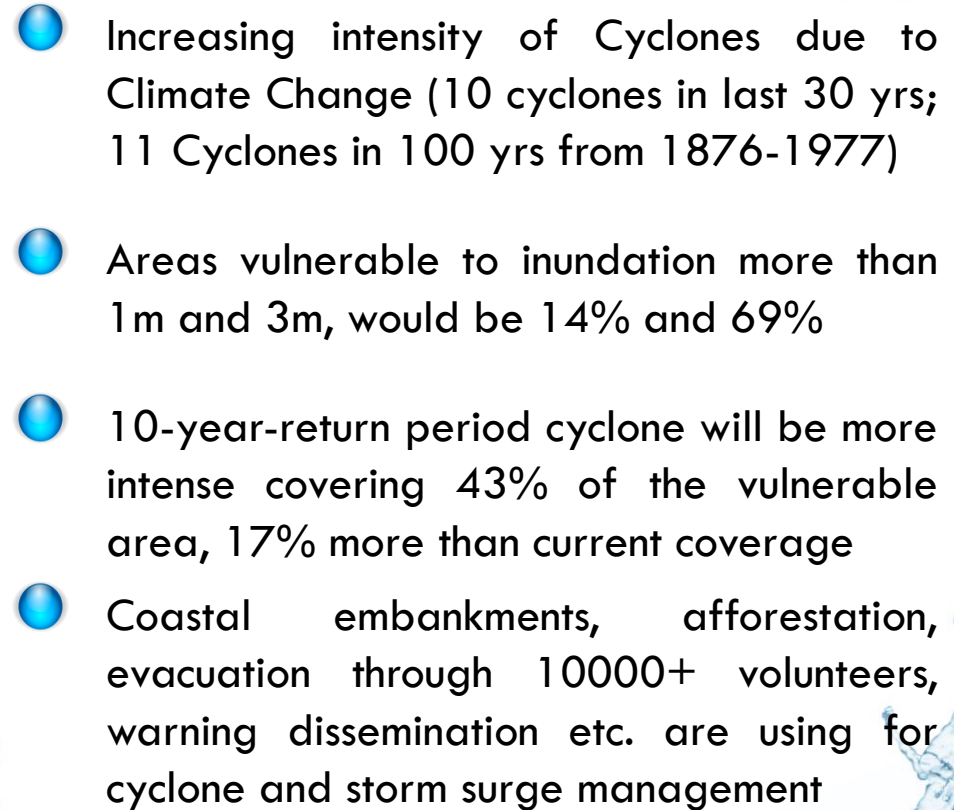 Increasing intensity of Cyclones due to
Climate Change (10 cyclones in last 30 yrs;
11 Cyclones in 100 yrs from 1876-1977)
Areas vulnerable to inundation more than
1m and 3m, would be 14% and 69%
10-year-return period cyclone will be more
intense covering 43% of the vulnerable
area, 17% more than current coverage
Coastal embankments, afforestation,
evacuation through 10000+ volunteers,
warning dissemination etc. are using for
cyclone and storm surge management